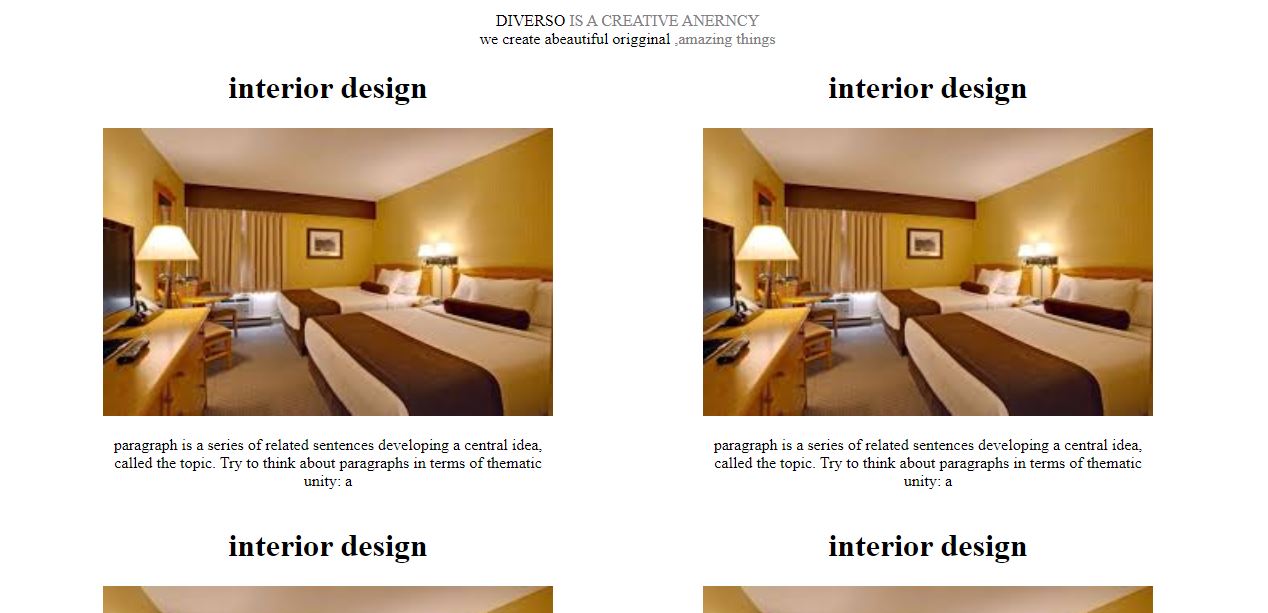 DIVERSO IS A CREATIVE ANERNCY
we create abeautiful origginal ,amazing things
interior design
paragraph is a series of related sentences developing a central idea,
called the topic. Try to think about paragraphs in terms of thematic
unity: a
interior design
paragraph is a series of related sentences developing a central idea,
called the topic. Try to think about paragraphs in terms of thematic
unity: a
interior design
interior design